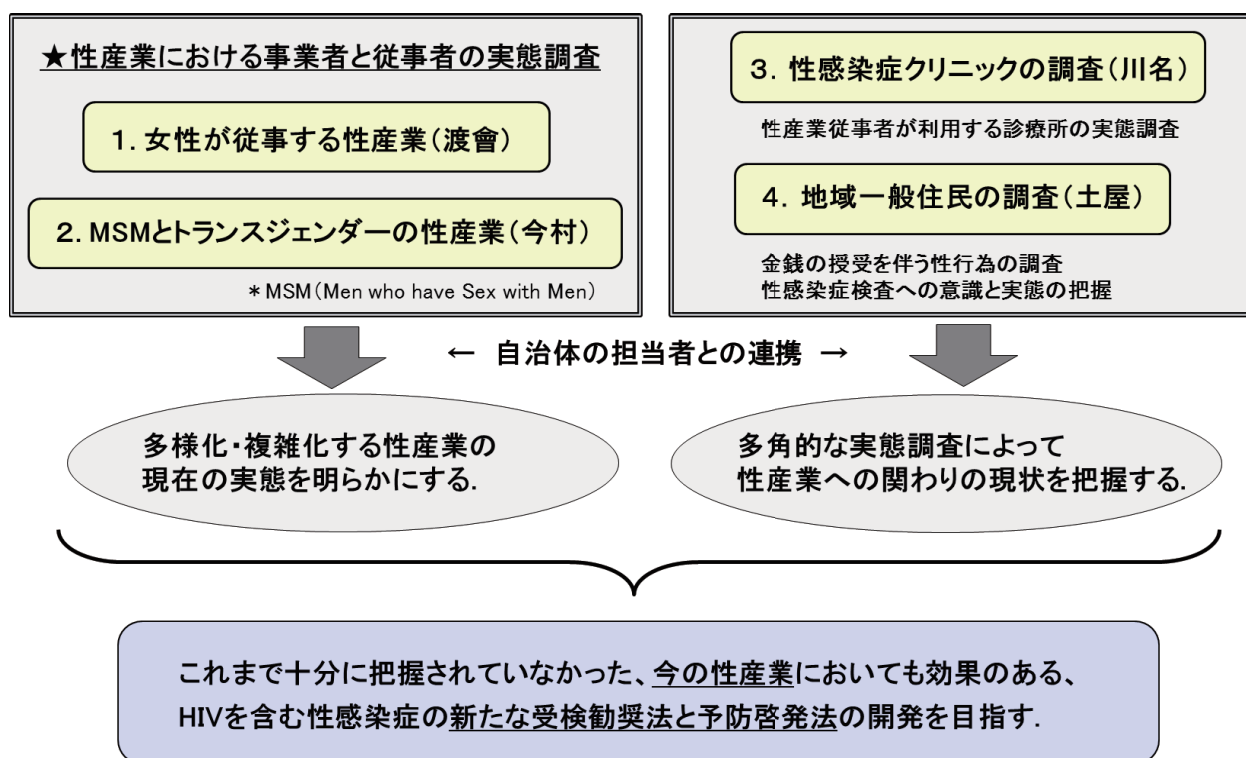 ★性産業における事業者と従事者の実態調査
1. 女性が従事する性産業(渡會)
2. MSMとトランスジェンダーの性産業(今村)
* MSM(Men who have Sex with Men)
3. 性感染症クリニックの調査(川名)
性産業従事者が利用する診療所の実態調査
4. 地域一般住民の調査(土屋)
金銭の授受を伴う性行為の調査
性感染症検査への意識と実態の把握
← 自治体の担当者との連携 →
多様化・複雑化する性産業の
現在の実態を明らかにする.
多角的な実態調査によって
性産業への関わりの現状を把握する.
これまで十分に把握されていなかった、今の性産業においても効果のある、
HIVを含む性感染症の新たな受検勧奨法と予防啓発法の開発を目指す.